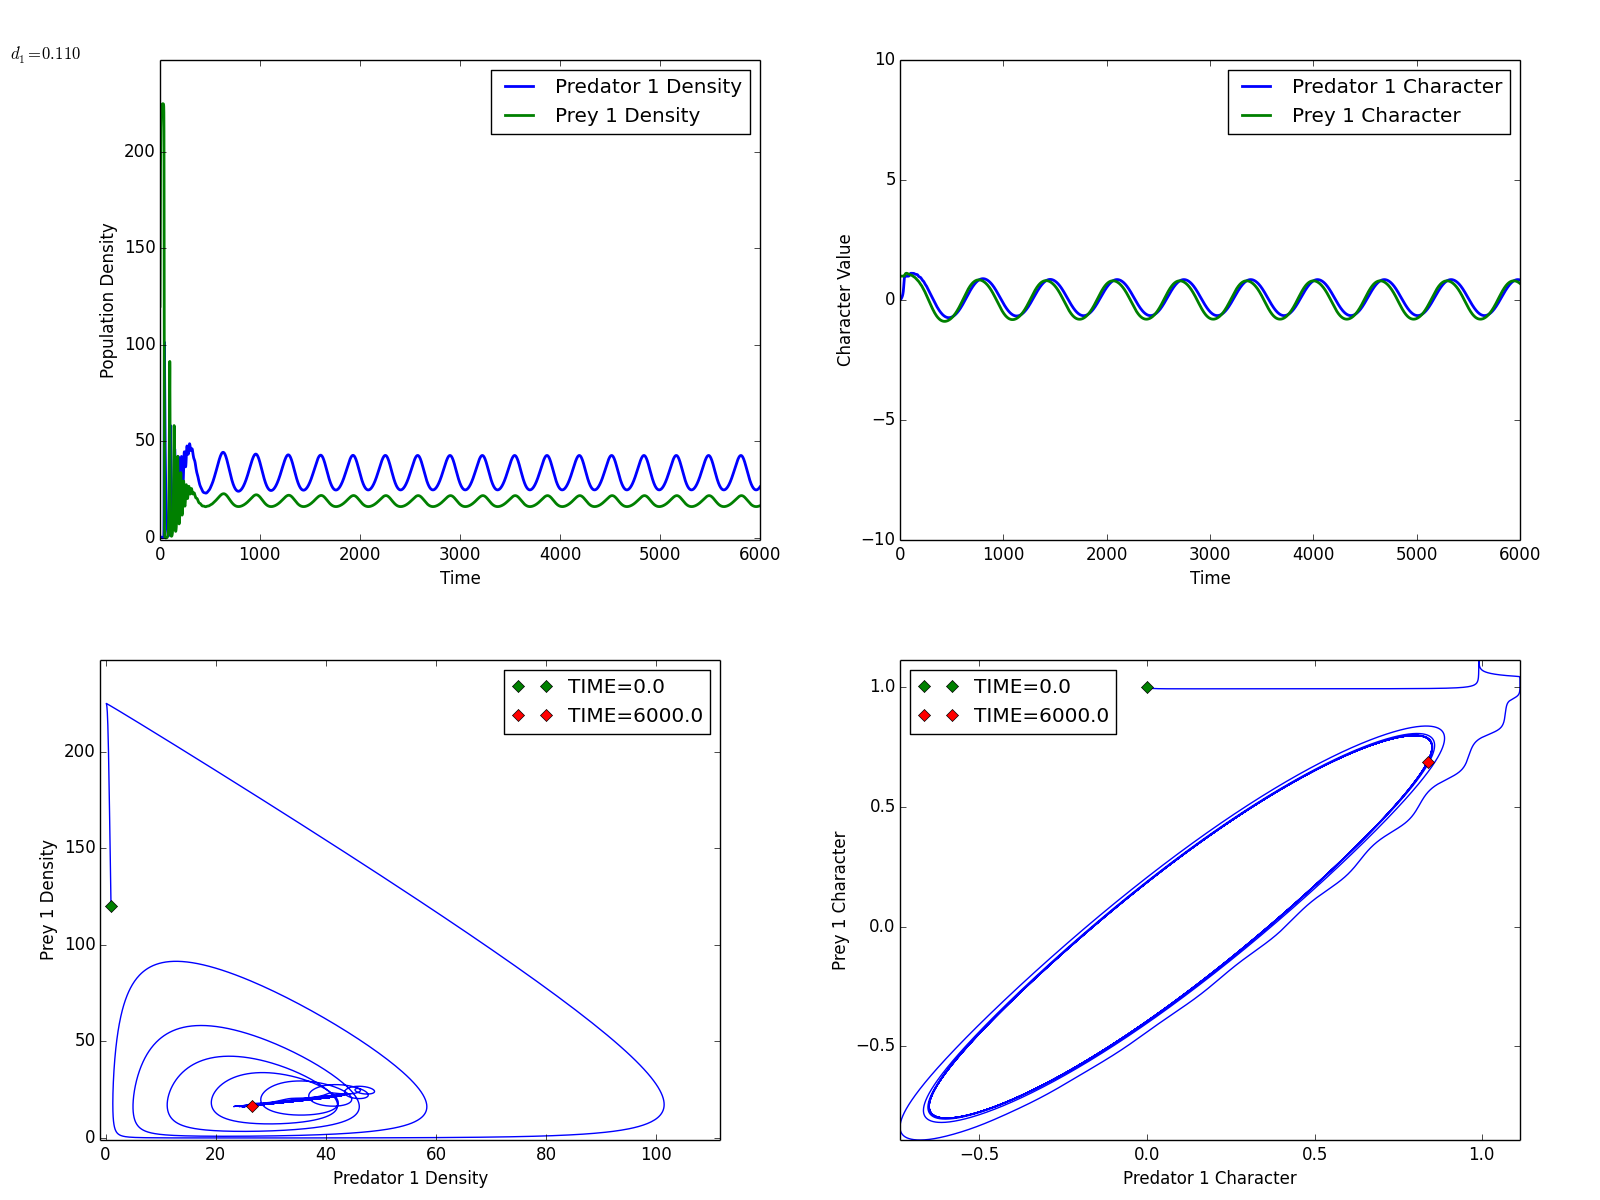 d₁=0.110
Predator 1 Density
Prey 1 Density
200
150
100
50
0
Population Density
0 1000 2000 3000 4000 5000 6000
Time
Predator 1 Character
Prey 1 Character
10
5
0
−5
−10
Character Value
0 1000 2000 3000 4000 5000 6000
Time
TIME=0.0
TIME=6000.0
200
150
100
50
0
Prey 1 Density
0 20 40 60 80 100
Predator 1 Density
TIME=0.0
TIME=6000.0
1.0
0.5
0.0
−0.5
Prey 1 Character
−0.5 0.0 0.5 1.0
Predator 1 Character